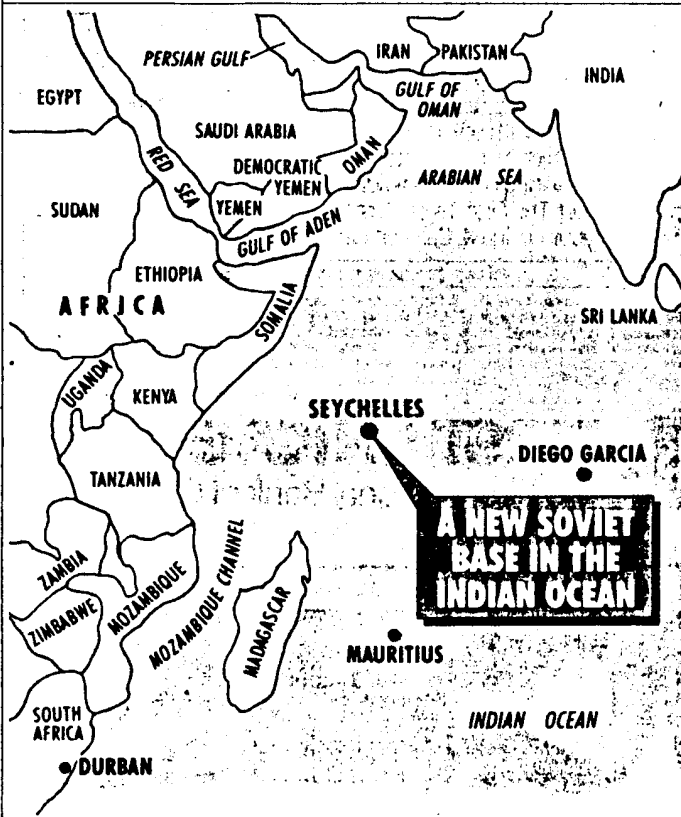 PERSIAN GULF
IRAN
PAKISTAN
INDIA
EGYPT
GULF OF
OMAN
SAUDI ARABIA
RED SEA
DEMOCRATIC
YEMEN
OMAN
ARABIAN SEA
SUDAN
YEMEN
GULF OF ADEN
ETHIOPIA
AFRICA
SOMALIA
SRI LANKA
UGANDA
KENYA
SEYCHELLES
DIEGO GARCIA
TANZANIA
A NEW SOVIET
BASE IN THE
INDIAN OCEAN
ZAMBIA
MOZAMBIQUE
MOZAMBIQUE CHANNEL
ZIMBABWE
MADAGASCAR
MAURITIUS
SOUTH
AFRICA
INDIAN OCEAN
DURBAN